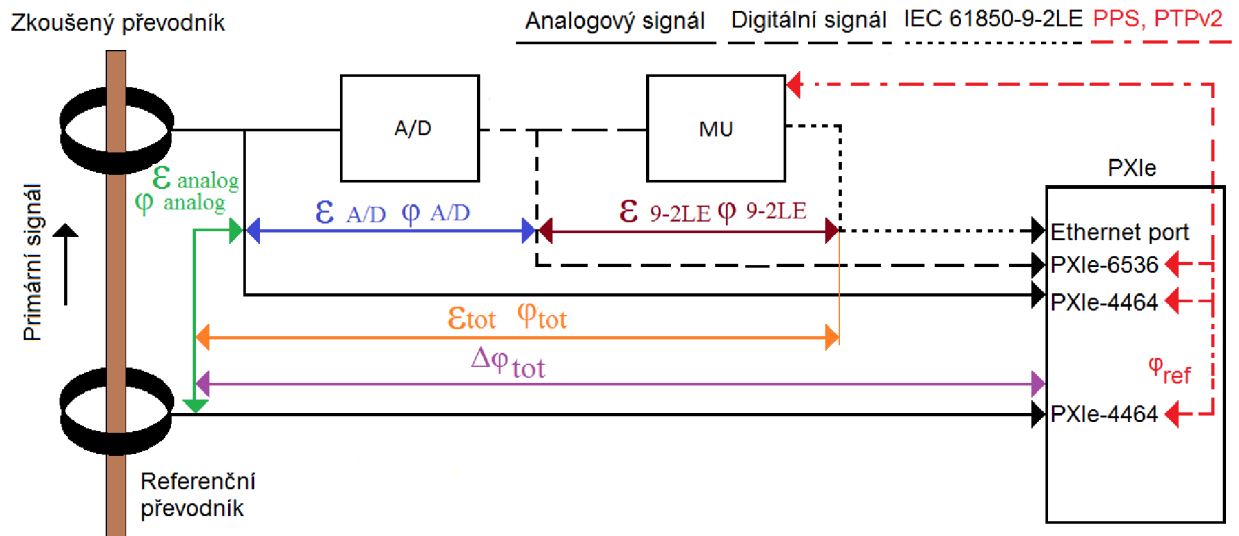 Zkoušený převodník
Analogový signál Digitální signál IEC 61850-9-2LE PPS, PTPv2
A/D
MU
PXIe
ε analog
φ analog
ε A/D φ A/D
ε 9-2LE φ 9-2LE
Primární signál
Ethernet port
PXIe-6536
PXIe-4464
εtot φtot
Δφtot
φref
PXIe-4464
Referenční
převodník